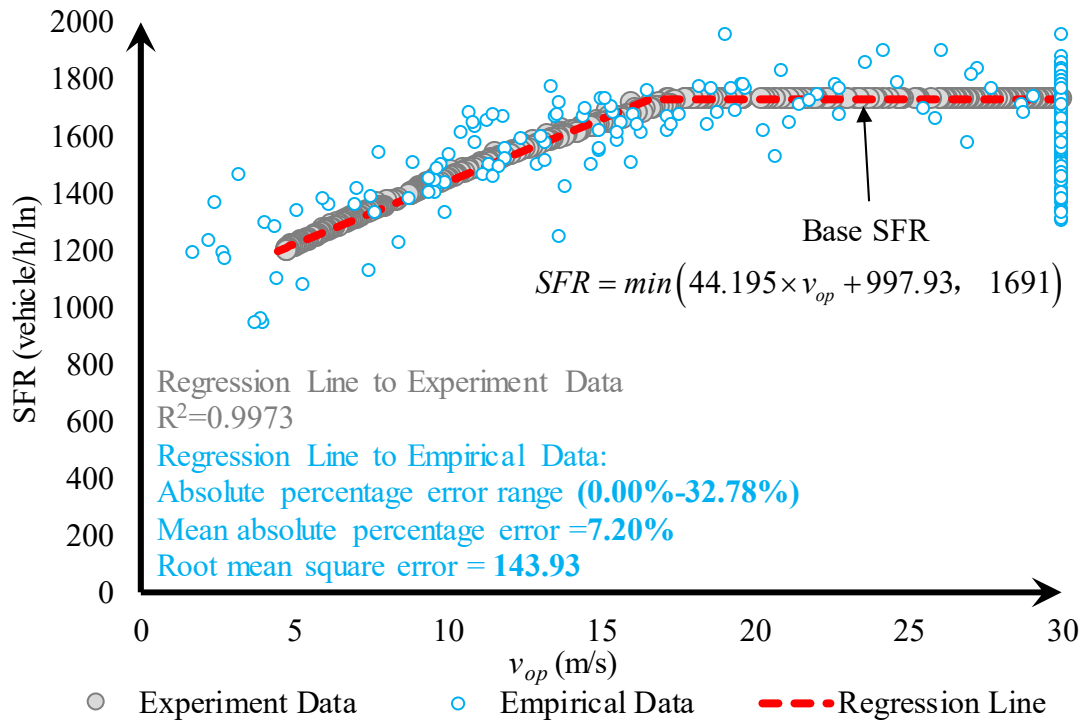 2000
1800
1600
1400
1200
1000
800
600
400
200
0
SFR (vehicle/h/ln)
Base SFR
SFR = min(44.195×v_op+997.93， 1691)
Regression Line to Experiment Data
R²=0.9973
Regression Line to Empirical Data:
Absolute percentage error range (0.00%-32.78%)
Mean absolute percentage error =7.20%
Root mean square error = 143.93
0 5 10 15 20 25 30
v_op (m/s)
Experiment Data Empirical Data Regression Line